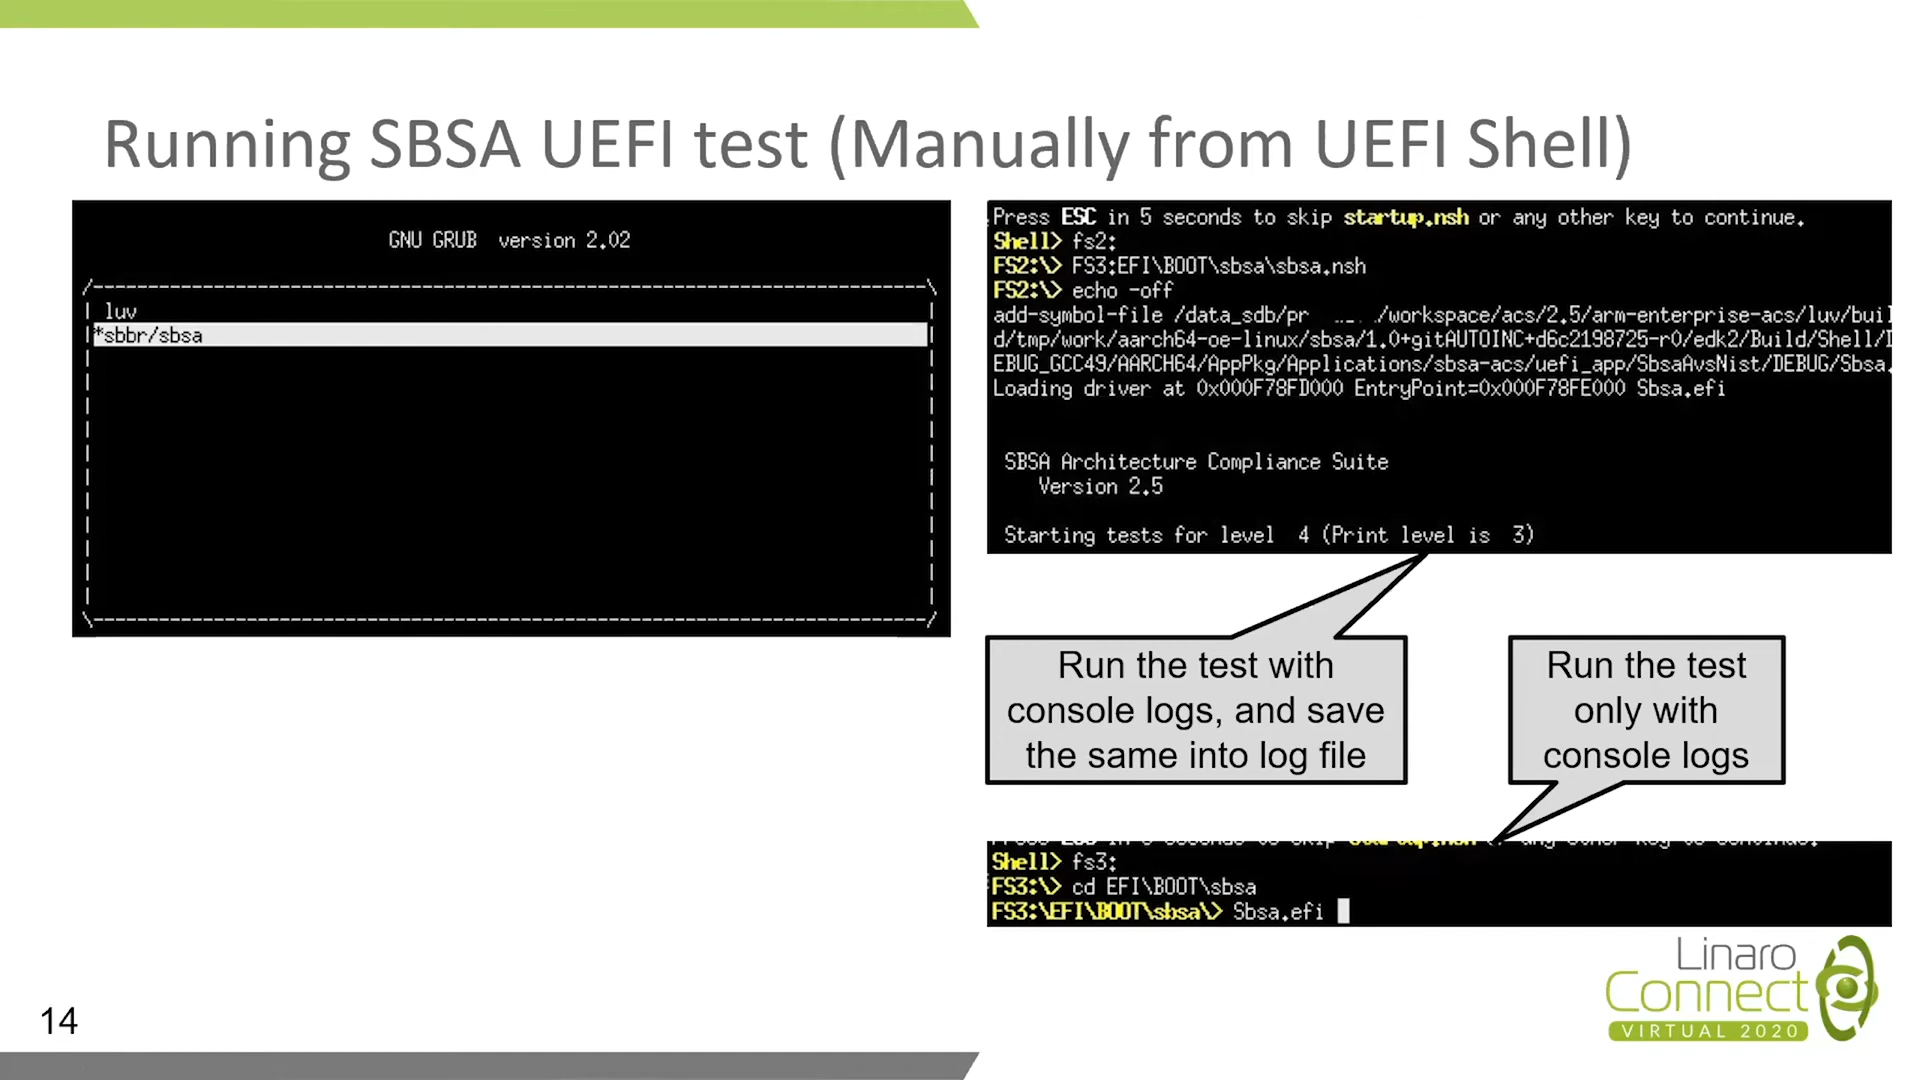 Running SBSA UEFI test (Manually from UEFI Shell)
GNU GRUB version 2.02
luv
*sbbr/sbsa
Press ESC in 5 seconds to skip startup.nsh or any other key to continue.
Shell> fs2:
FS2:\> FS3:EFI\BOOT\sbsa\sbsa.nsh
FS2:\> echo -off
add-symbol-file /data_sdb/pr /workspace/acs/2.5/arm-enterprise-acs/luv/buil
d/tmp/work/aarch64-oe-linux/sbsa/1.0+gitAUTOINC+d6c2198725-r0/edk2/Build/Shell/D
EBUG_GCC49/AARCH64/AppPkg/Applications/sbsa-acs/uefi_app/SbsaAvsNist/DEBUG/Sbsa.
Loading driver at 0x000F78FD000 EntryPoint=0x000F78FE000 Sbsa.efi
SBSA Architecture Compliance Suite
Version 2.5
Starting tests for level 4 (Print level is 3)
Run the test with
console logs, and save
the same into log file
Run the test
only with
console logs
Shell> fs3:
FS3:\> cd EFI\BOOT\sbsa
FS3:\EFI\BOOT\sbsa\> Sbsa.efi
Linaro
Connect
VIRTUAL 2020
14